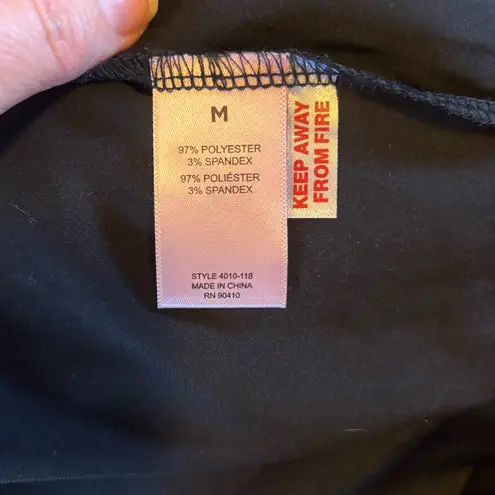 M
97% POLYESTER
3% SPANDEX
97% POLIÉSTER
3% SPANDEX
STYLE 4010-118
MADE IN CHINA
RN 90410
KEEP AWAY
FROM FIRE